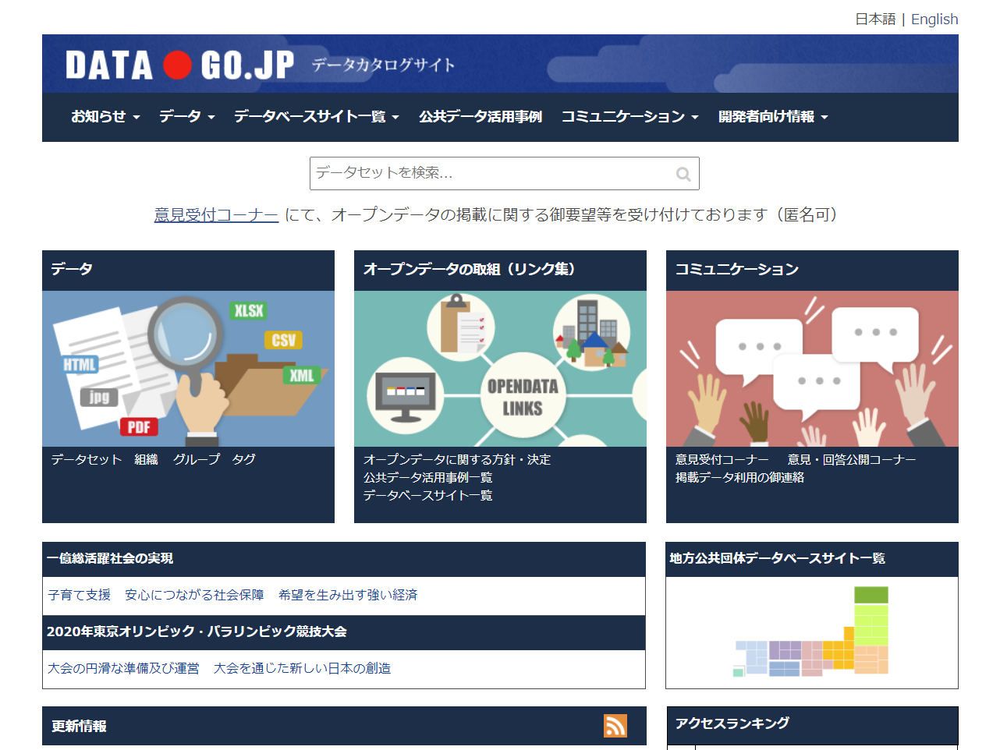 日本語 | English
DATA GO.JP データカタログサイト
お知らせ データ データベースサイト一覧 公共データ活用事例 コミュニケーション 開発者向け情報
データセットを検索...
意見受付コーナー にて、オープンデータの掲載に関する御要望等を受け付けております（匿名可）
データ
XLSX
CSV
HTML
XML
jpg
PDF
データセット 組織 グループ タグ
オープンデータの取組（リンク集）
OPENDATA
LINKS
オープンデータに関する方針・決定
公共データ活用事例一覧
データベースサイト一覧
コミュニケーション
意見受付コーナー 意見・回答公開コーナー
掲載データ利用の御連絡
一億総活躍社会の実現
子育て支援 安心につながる社会保障 希望を生み出す強い経済
2020年東京オリンピック・パラリンピック競技大会
大会の円滑な準備及び運営 大会を通じた新しい日本の創造
地方公共団体データベースサイト一覧
更新情報
アクセスランキング